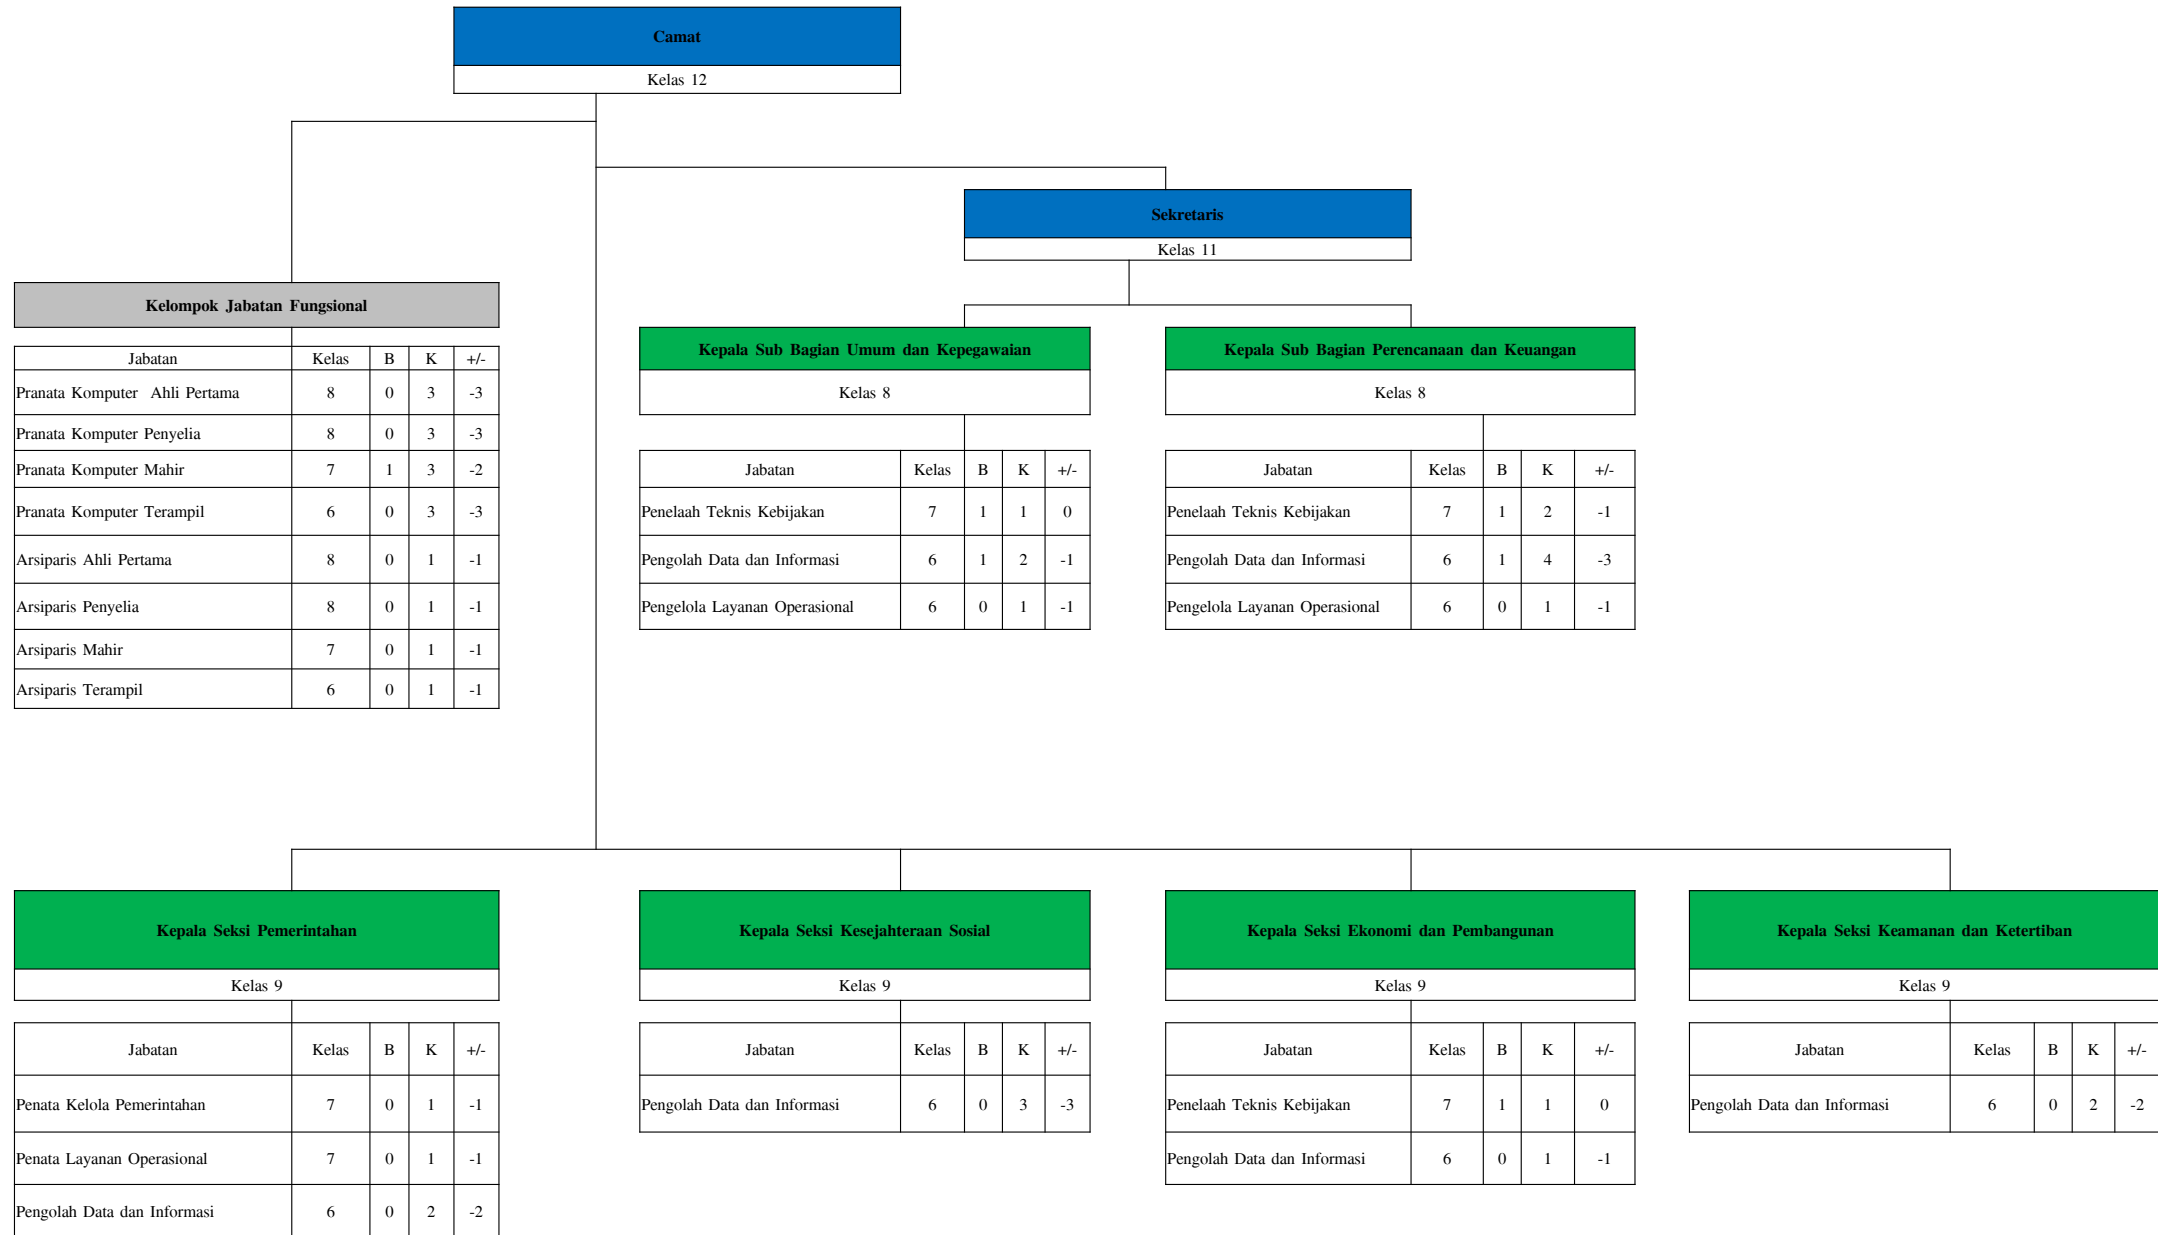 Camat
Kelas 12
Sekretaris
Kelas 11
Kelompok Jabatan Fungsional
Jabatan Kelas B K +/-
Pranata Komputer Ahli Pertama 8 0 3 -3
Pranata Komputer Penyelia 8 0 3 -3
Pranata Komputer Mahir 7 1 3 -2
Pranata Komputer Terampil 6 0 3 -3
Arsiparis Ahli Pertama 8 0 1 -1
Arsiparis Penyelia 8 0 1 -1
Arsiparis Mahir 7 0 1 -1
Arsiparis Terampil 6 0 1 -1
Kepala Sub Bagian Umum dan Kepegawaian
Kelas 8
Jabatan Kelas B K +/-
Penelaah Teknis Kebijakan 7 1 1 0
Pengolah Data dan Informasi 6 1 2 -1
Pengelola Layanan Operasional 6 0 1 -1
Kepala Sub Bagian Perencanaan dan Keuangan
Kelas 8
Jabatan Kelas B K +/-
Penelaah Teknis Kebijakan 7 1 2 -1
Pengolah Data dan Informasi 6 1 4 -3
Pengelola Layanan Operasional 6 0 1 -1
Kepala Seksi Pemerintahan
Kelas 9
Jabatan Kelas B K +/-
Penata Kelola Pemerintahan 7 0 1 -1
Penata Layanan Operasional 7 0 1 -1
Pengolah Data dan Informasi 6 0 2 -2
Kepala Seksi Kesejahteraan Sosial
Kelas 9
Jabatan Kelas B K +/-
Pengolah Data dan Informasi 6 0 3 -3
Kepala Seksi Ekonomi dan Pembangunan
Kelas 9
Jabatan Kelas B K +/-
Penelaah Teknis Kebijakan 7 1 1 0
Pengolah Data dan Informasi 6 0 1 -1
Kepala Seksi Keamanan dan Ketertiban
Kelas 9
Jabatan Kelas B K +/-
Pengolah Data dan Informasi 6 0 2 -2